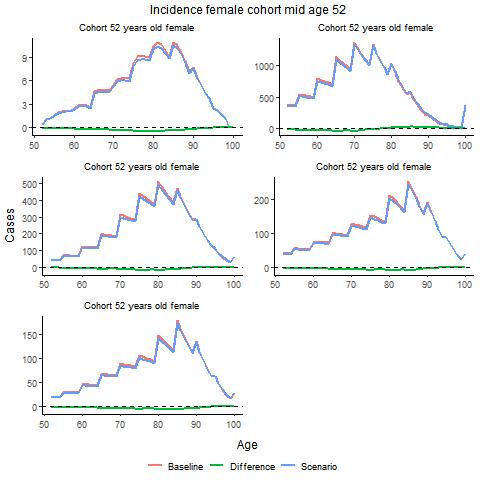 Incidence female cohort mid age 52
Cohort 52 years old female
Cohort 52 years old female
9
6
3
0
1000
500
0
50 60 70 80 90 100
50 60 70 80 90 100
Cohort 52 years old female
Cohort 52 years old female
500
400
300
200
100
0
200
100
0
50 60 70 80 90 100
50 60 70 80 90 100
Cases
Cohort 52 years old female
150
100
50
0
50 60 70 80 90 100
Age
Baseline Difference Scenario